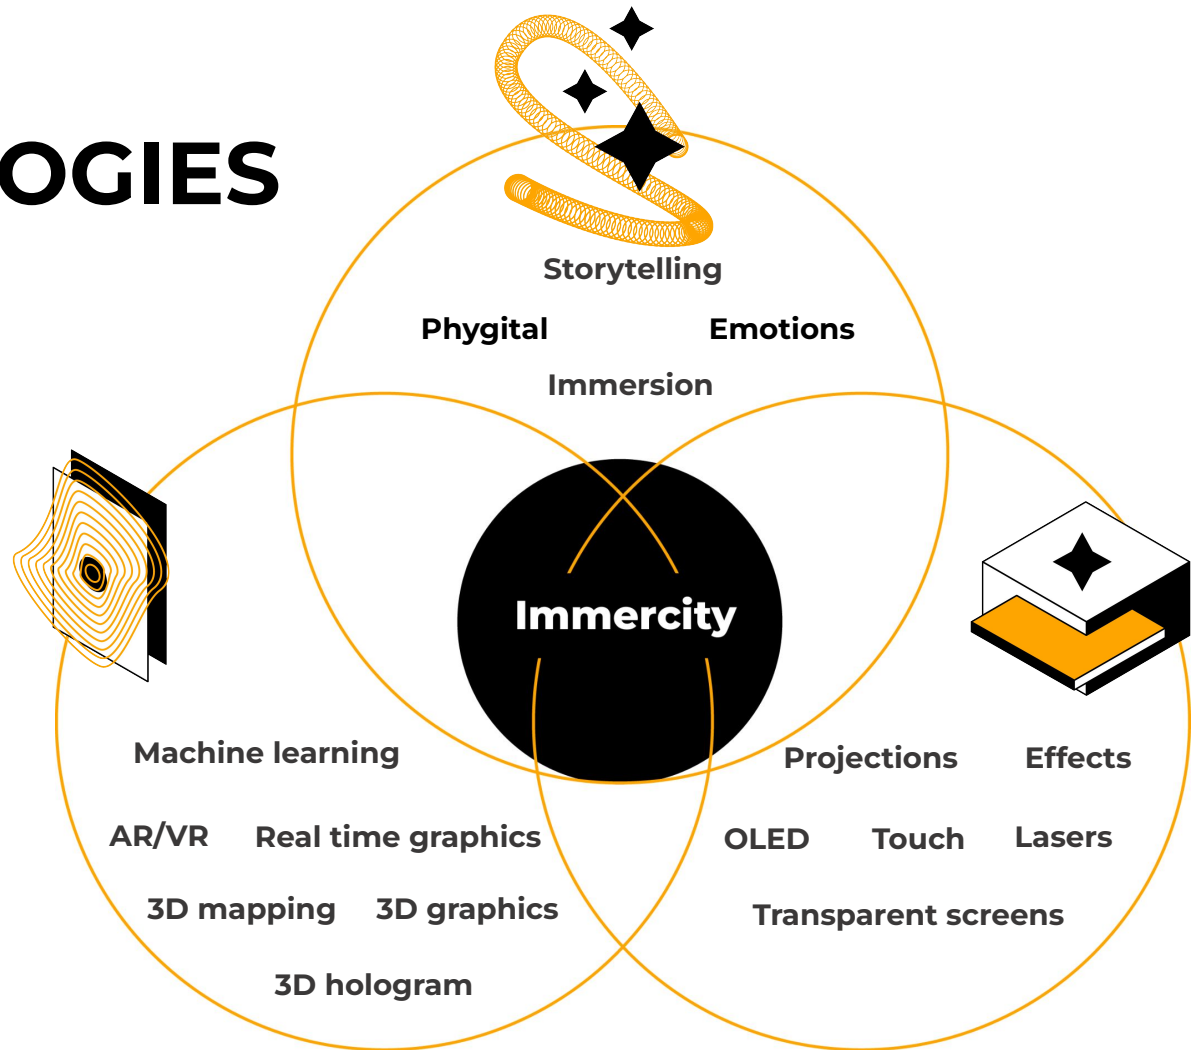 OGIES
Storytelling
Phygital Emotions
Immersion
Immercity
Machine learning
Projections Effects
AR/VR Real time graphics
OLED Touch Lasers
3D mapping 3D graphics
Transparent screens
3D hologram